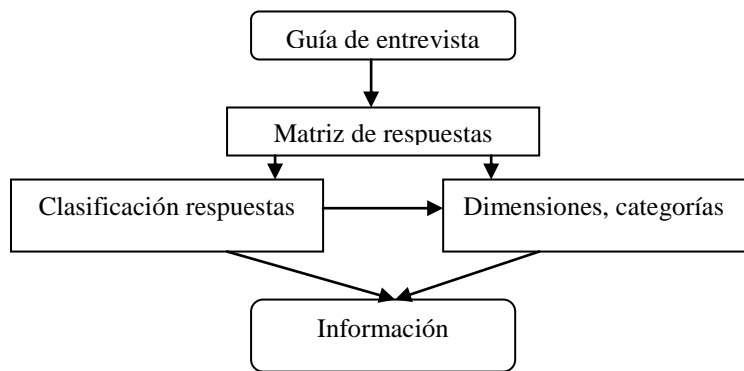 Guía de entrevista
Matriz de respuestas
Clasificación respuestas
Dimensiones, categorías
Información